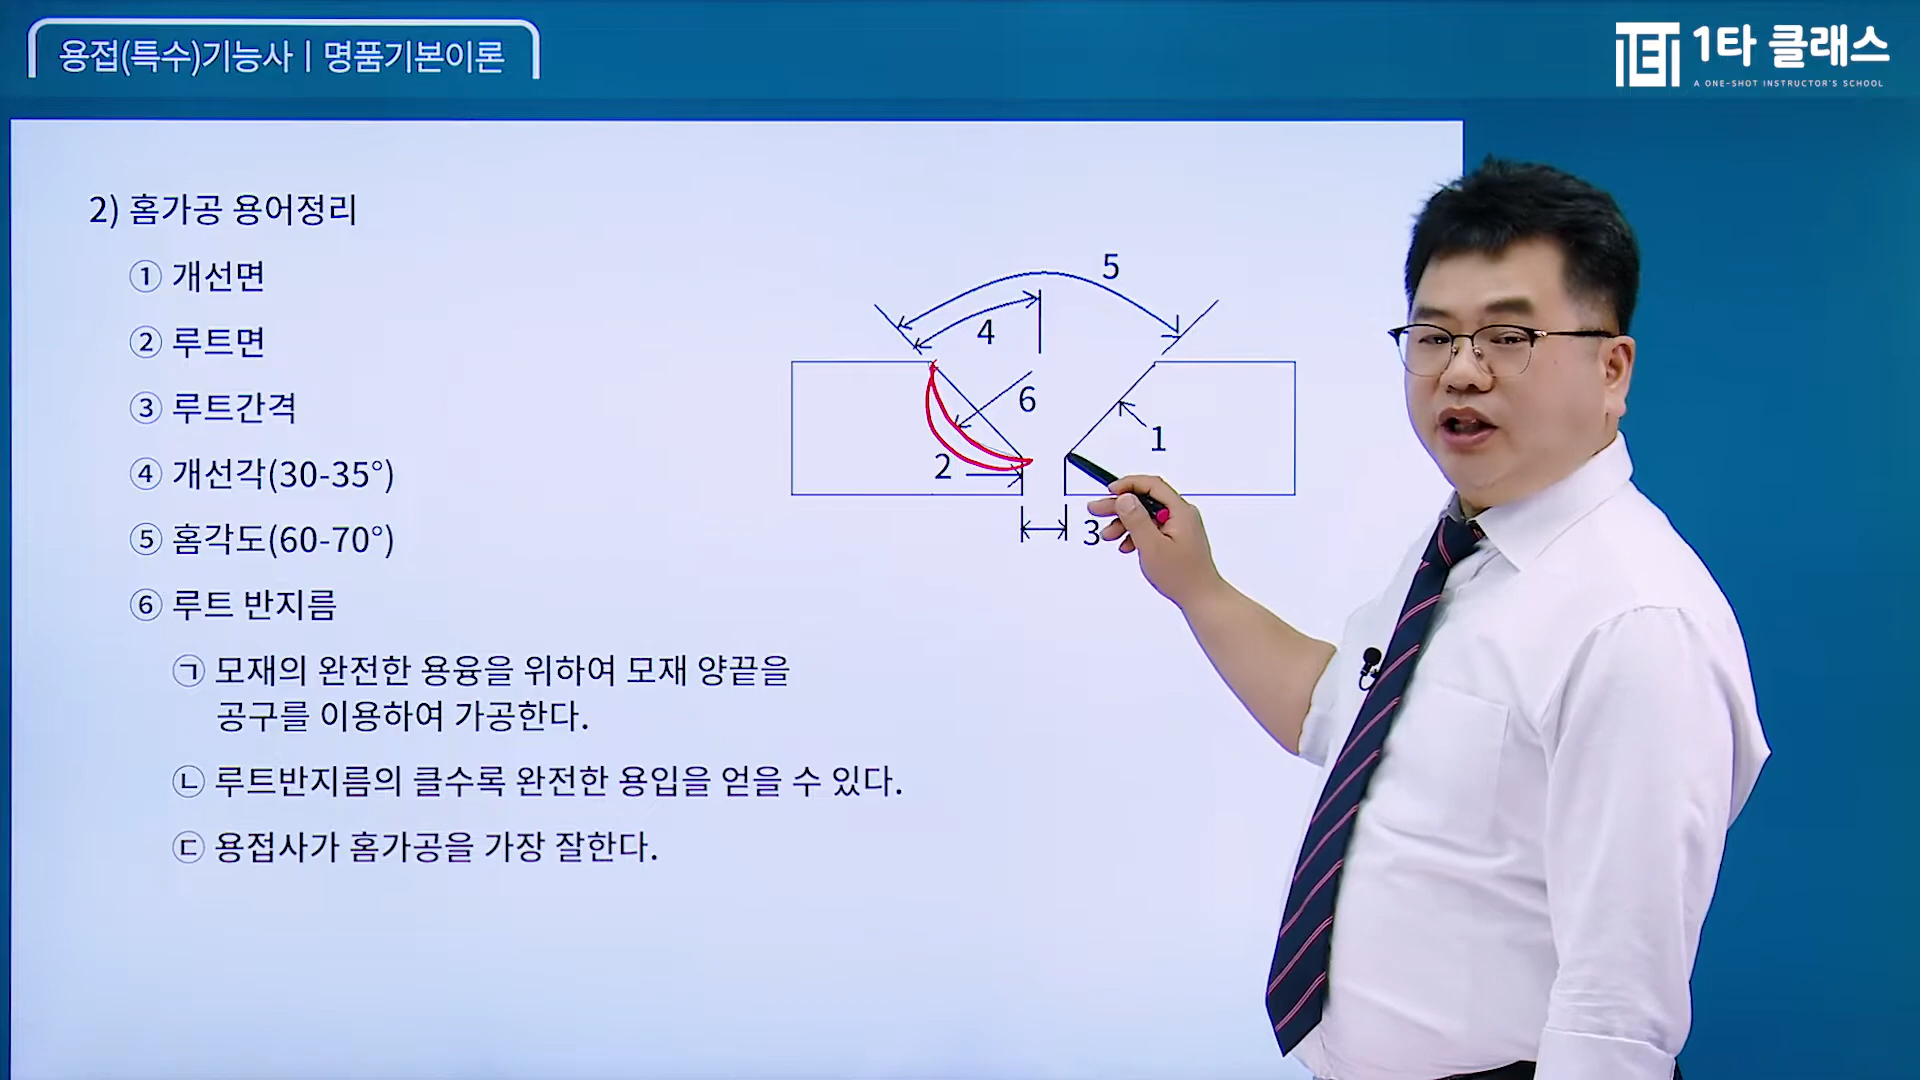 용접(특수)기능사 | 명품기본이론
1타 클래스
A ONE-SHOT INSTRUCTOR'S SCHOOL
2) 홈가공 용어정리
① 개선면
② 루트면
③ 루트간격
④ 개선각(30-35°)
⑤ 홈각도(60-70°)
⑥ 루트 반지름
㉠ 모재의 완전한 용융을 위하여 모재 양끝을
공구를 이용하여 가공한다.
㉡ 루트반지름의 클수록 완전한 용입을 얻을 수 있다.
㉢ 용접사가 홈가공을 가장 잘한다.
5
4
6
1
2
3